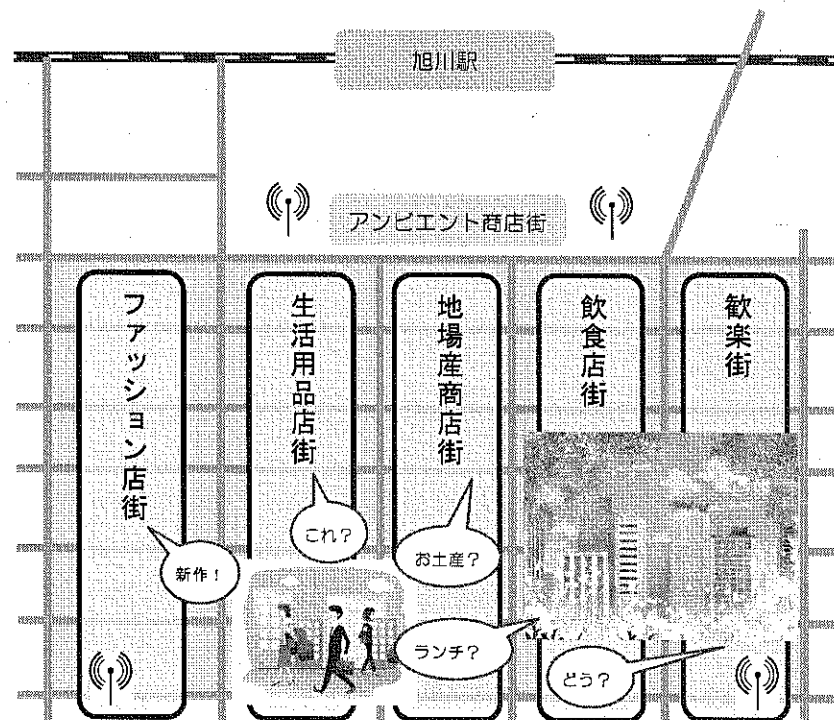 旭川駅
アンビエント商店街
ファッション店街
生活用品店街
地場産商店街
飲食店街
歓楽街
新作！
これ？
お土産？
ランチ？
どう？